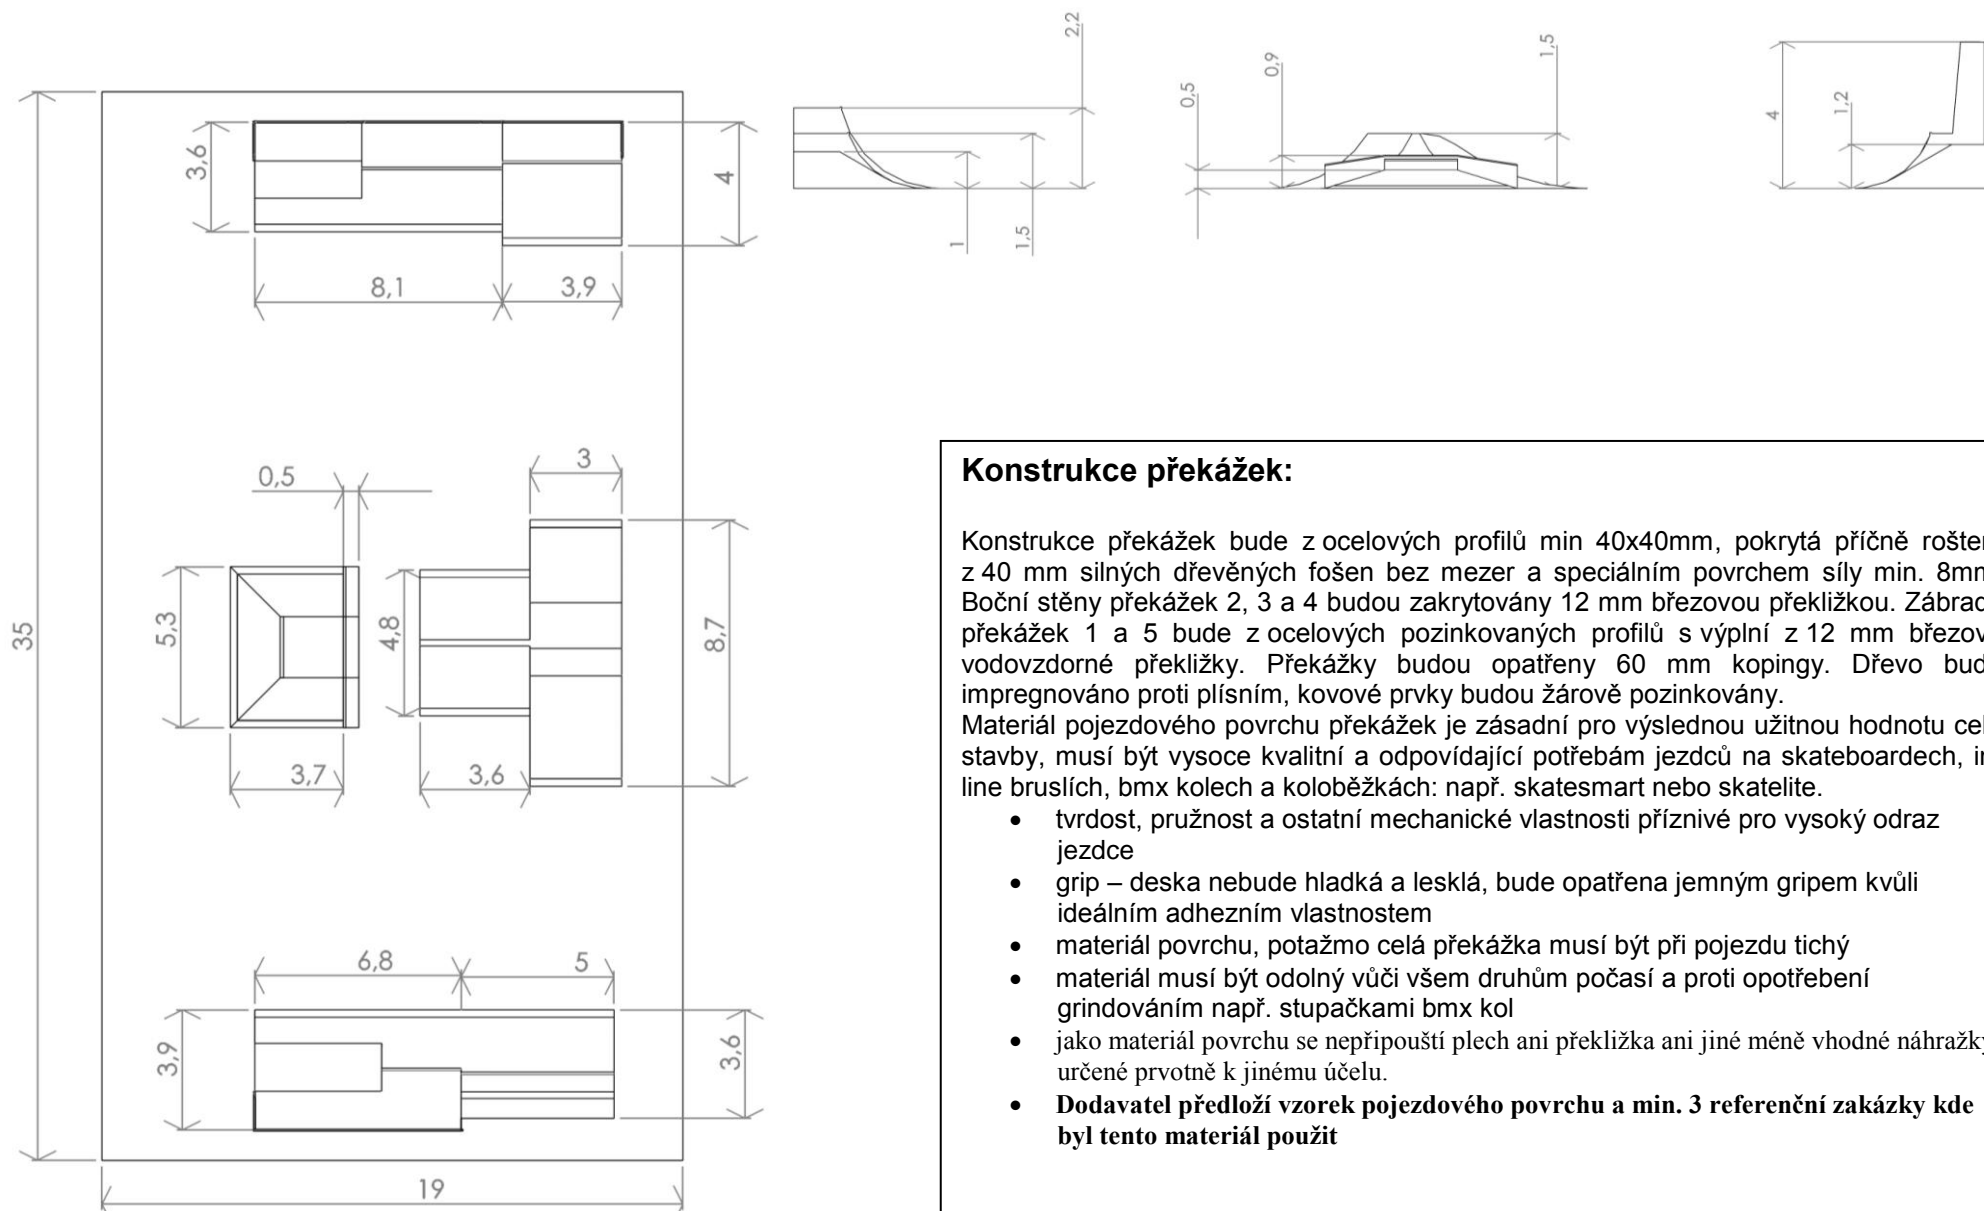 2,2
1,5
0,9
0,5
4
1,2
1
1,5
3,6
4
8,1
3,9
35
0,5
3
5,3
4,8
8,7
3,7
3,6
6,8
5
3,9
3,6
19
Konstrukce překážek:
Konstrukce překážek bude z ocelových profilů min 40x40mm, pokrytá příčně
z 40 mm silných dřevěných fošen bez mezer a speciálním povrchem síly min. 8mm
Boční stěny překážek 2, 3 a 4 budou zakrytovány 12 mm březovou překližkou.
překážek 1 a 5 bude z ocelových pozinkovaných profilů s výplní z 12 mm
vodovzdorné překližky. Překážky budou opatřeny 60 mm kopingy. Dřevo
impregnováno proti plísním, kovové prvky budou žárově pozinkovány.
Materiál pojezdového povrchu překážek je zásadní pro výslednou užitnou hodnotu
stavby, musí být vysoce kvalitní a odpovídající potřebám jezdců na skateboardech,
line bruslích, bmx kolech a koloběžkách: např. skatesmart nebo skatelite.
• tvrdost, pružnost a ostatní mechanické vlastnosti příznivé pro vysoký odraz
jezdce
• grip – deska nebude hladká a lesklá, bude opatřena jemným gripem kvůli
ideálním adhezním vlastnostem
• materiál povrchu, potažmo celá překážka musí být při pojezdu tichý
• materiál musí být odolný vůči všem druhům počasí a proti opotřebení
grindováním např. stupačkami bmx kol
• jako materiál povrchu se nepřipouští plech ani překližka ani jiné méně vhodné náhražky
určené prvotně k jinému účelu.
• Dodavatel předloží vzorek pojezdového povrchu a min. 3 referenční zakázky kde
byl tento materiál použit